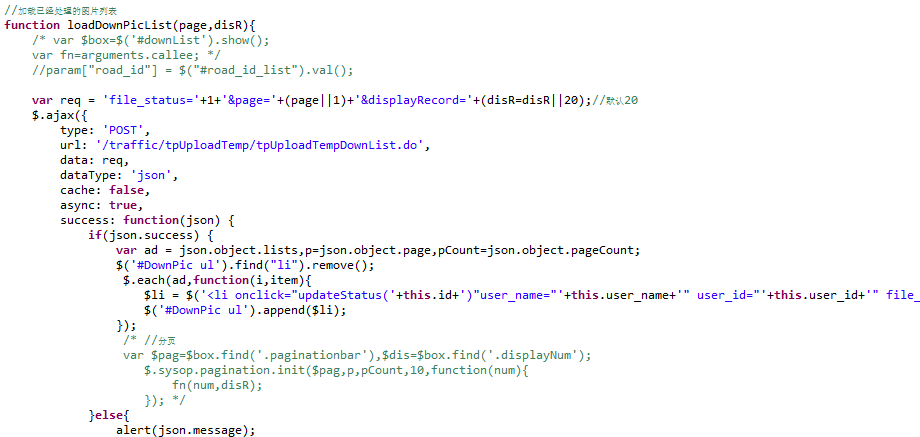 //加载已经处理的图片列表
function loadDownPicList(page,disR){
/* var $box=$('#downList').show();
var fn=arguments.callee; */
//param["road_id"] = $("#road_id_list").val();
var req = 'file_status='+1+'&page='+(page||1)+'&displayRecord='+(disR=disR||20);//默认20
$.ajax({
type: 'POST',
url: '/traffic/tpUploadTemp/tpUploadTempDownList.do',
data: req,
dataType: 'json',
cache: false,
async: true,
success: function(json) {
if(json.success) {
var ad = json.object.lists,p=json.object.page,pCount=json.object.pageCount;
$('#DownPic ul').find("li").remove();
$.each(ad,function(i,item){
$li = $('<li onclick="updateStatus('+this.id+')"user_name="'+this.user_name+'" user_id="'+this.user_id+'" file_
$('#DownPic ul').append($li);
});
/* //分页
var $pag=$box.find('.paginationbar'),$dis=$box.find('.displayNum');
$.sysop.pagination.init($pag,p,pCount,10,function(num){
fn(num,disR);
}); */
}else{
alert(json.message);